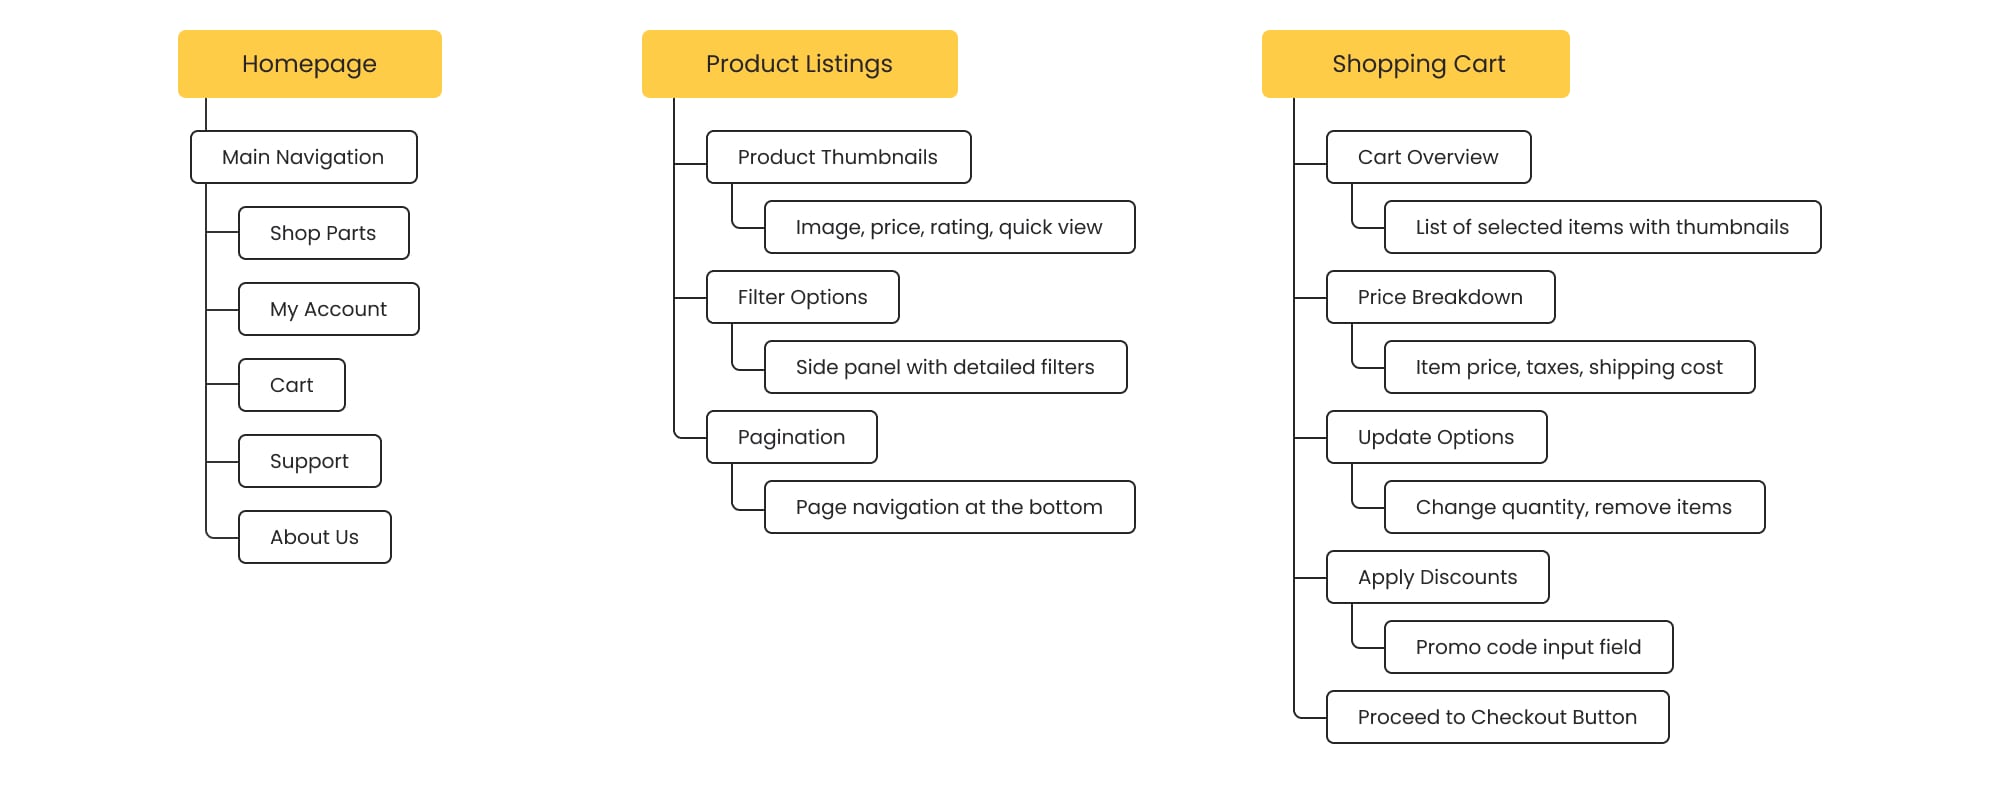 Homepage
Main Navigation
Shop Parts
My Account
Cart
Support
About Us
Product Listings
Product Thumbnails
Image, price, rating, quick view
Filter Options
Side panel with detailed filters
Pagination
Page navigation at the bottom
Shopping Cart
Cart Overview
List of selected items with thumbnails
Price Breakdown
Item price, taxes, shipping cost
Update Options
Change quantity, remove items
Apply Discounts
Promo code input field
Proceed to Checkout Button